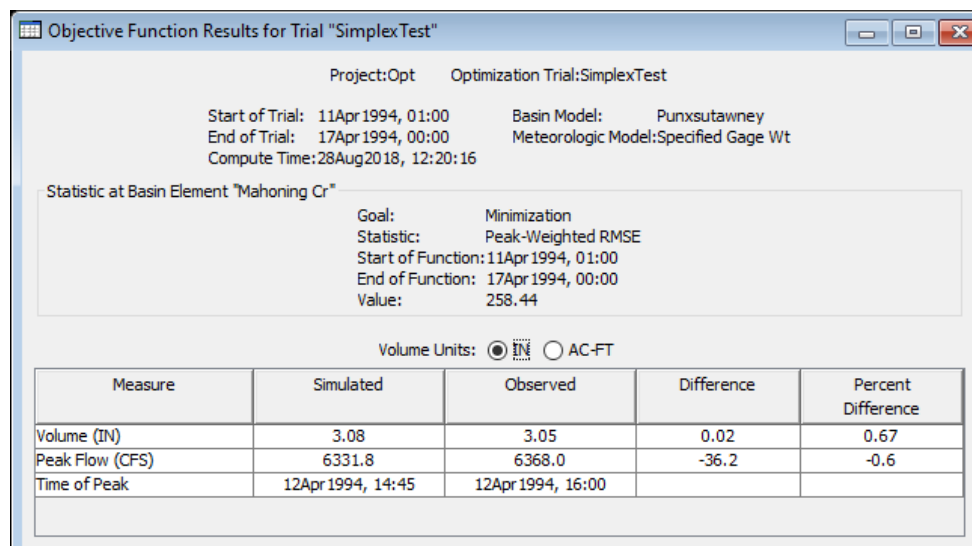 Objective Function Results for Trial "SimplexTest"
Project:Opt Optimization Trial:SimplexTest
Start of Trial: 11Apr1994, 01:00 Basin Model: Punxsutawney
End of Trial: 17Apr1994, 00:00 Meteorologic Model:Specified Gage Wt
Compute Time:28Aug2018, 12:20:16
Statistic at Basin Element "Mahoning Cr"
Goal: Minimization
Statistic: Peak-Weighted RMSE
Start of Function:11Apr1994, 01:00
End of Function: 17Apr1994, 00:00
Value: 258.44
Volume Units: IN AC-FT
Measure Simulated Observed Difference Percent
Difference
Volume (IN) 3.08 3.05 0.02 0.67
Peak Flow (CFS) 6331.8 6368.0 -36.2 -0.6
Time of Peak 12Apr1994, 14:45 12Apr1994, 16:00